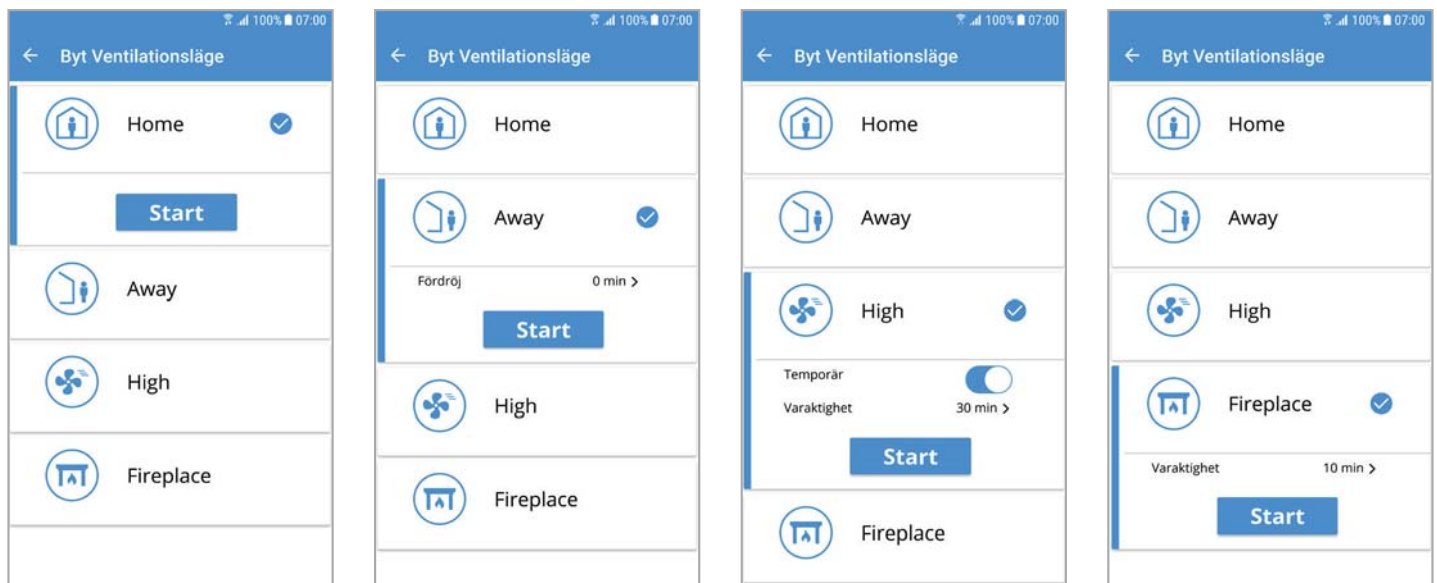 100% 07:00
Byt Ventilationsläge
Home
Start
Away
High
Fireplace
100% 07:00
Byt Ventilationsläge
Home
Away
Fördröj 0 min
Start
High
Fireplace
100% 07:00
Byt Ventilationsläge
Home
Away
High
Temporär
Varaktighet 30 min
Start
Fireplace
100% 07:00
Byt Ventilationsläge
Home
Away
High
Fireplace
Varaktighet 10 min
Start